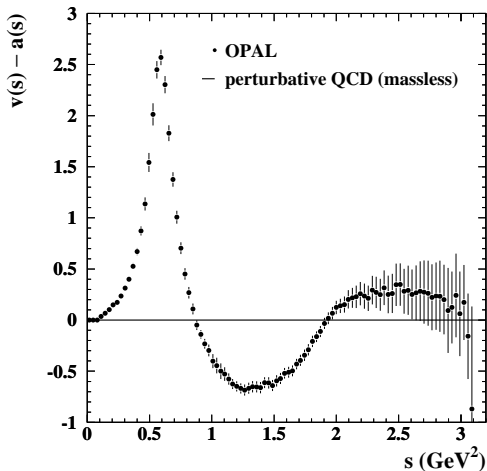 v(s) − a(s)
3
2.5
2
1.5
1
0.5
0
-0.5
-1
OPAL
perturbative QCD (massless)
0 0.5 1 1.5 2 2.5 3
s (GeV²)